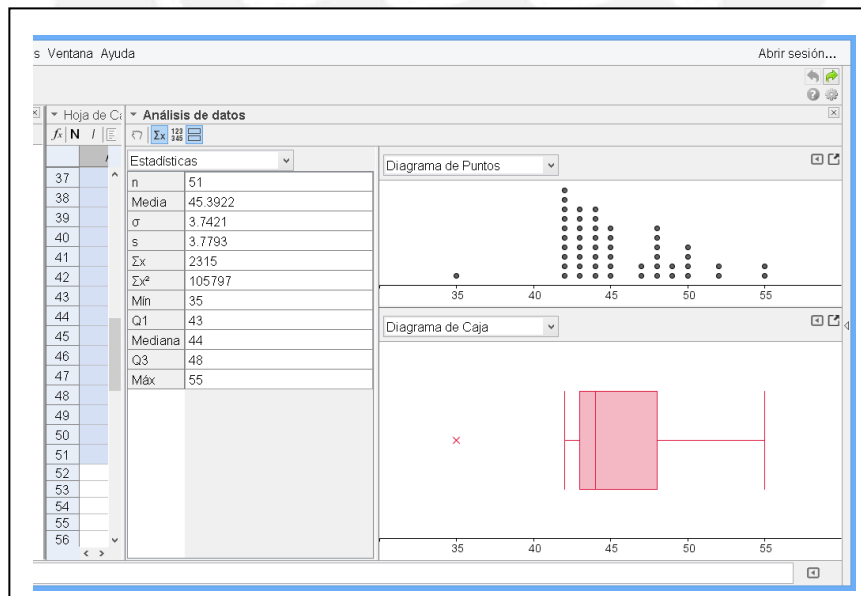 s Ventana Ayuda
Abrir sesión...
Hoja de Cá
Análisis de datos
fx N I
Σx 123 345
Estadísticas
n 51
Media 45.3922
σ 3.7421
s 3.7793
Σx 2315
Σx² 105797
Mín 35
Q1 43
Mediana 44
Q3 48
Máx 55
37
38
39
40
41
42
43
44
45
46
47
48
49
50
51
52
53
54
55
56
Diagrama de Puntos
35 40 45 50 55
Diagrama de Caja
35 40 45 50 55